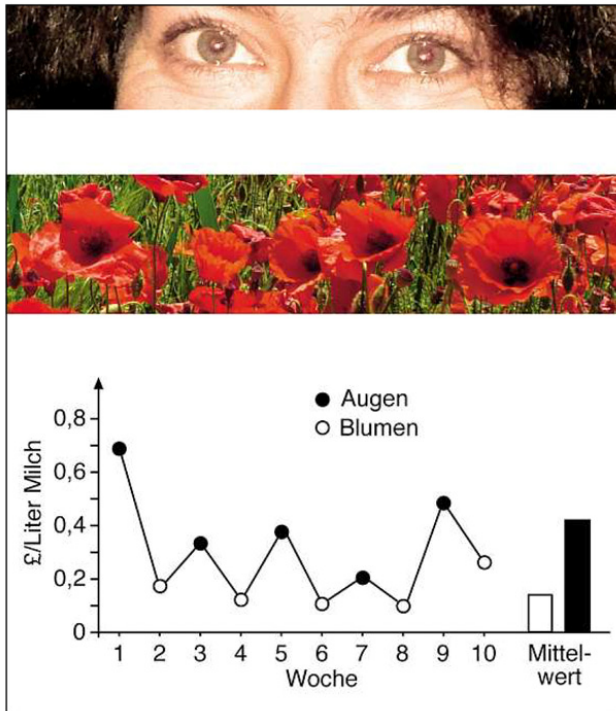 Augen
Blumen
£/Liter Milch
0,8
0,6
0,4
0,2
0
1 2 3 4 5 6 7 8 9 10
Woche
Mittel-
wert